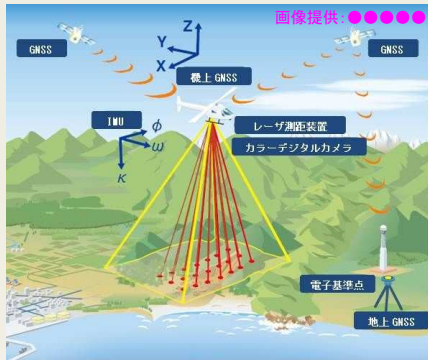 画像提供:●●●●●
Z
GNSS
Y
GNSS
X
機上 GNSS
IMU
φ
レーザ測距装置
ω
カラーデジタルカメラ
κ
電子基準点
地上 GNSS